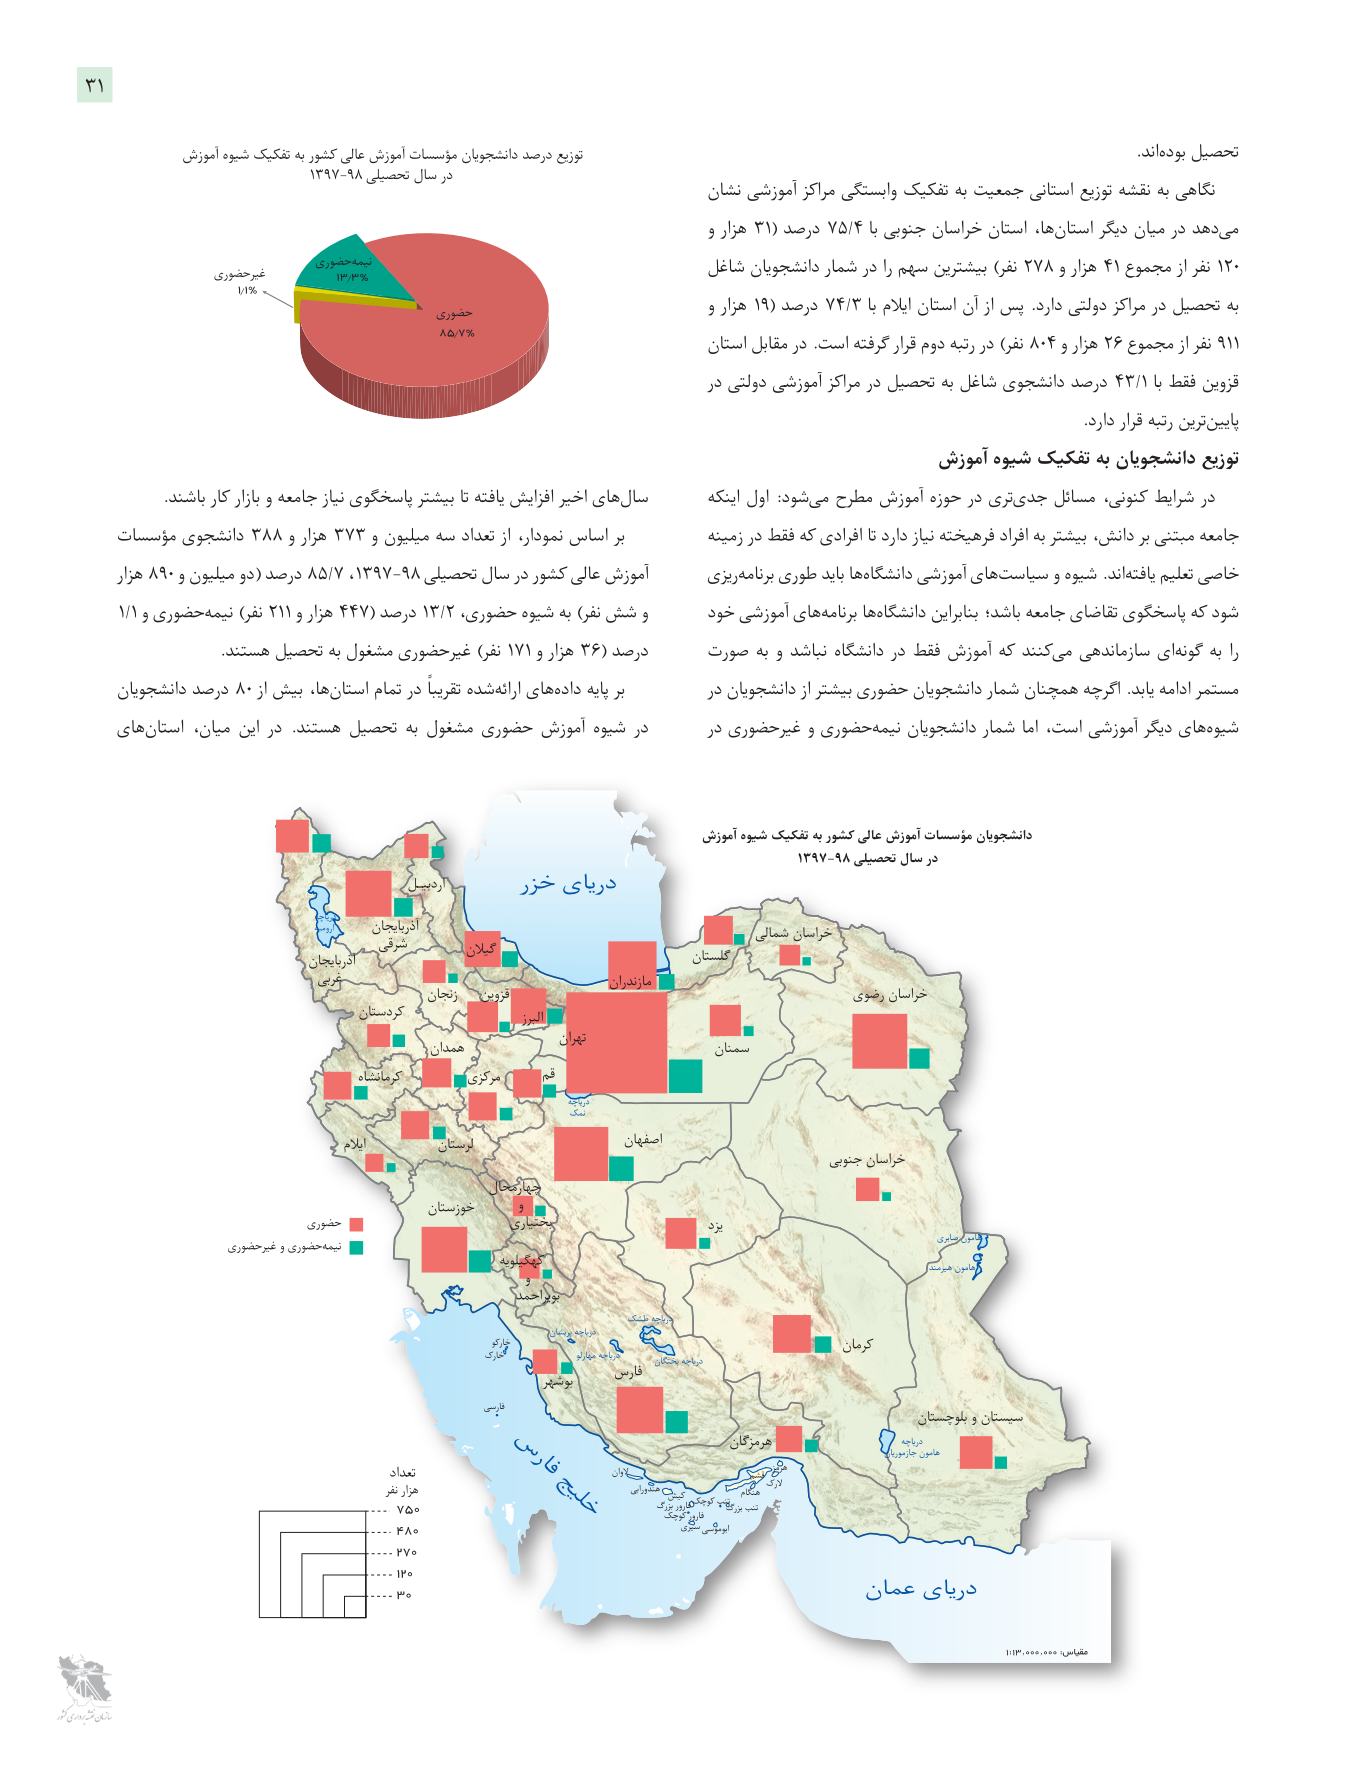 ۳۱
تحصیل بوده‌اند.
نگاهی به نقشه توزیع استانی جمعیت به تفکیک وابستگی مراکز آموزشی نشان
می‌دهد در میان دیگر استان‌ها، استان خراسان جنوبی با ۷۵/۴ درصد (۳۱ هزار و
۱۲۰ نفر از مجموع ۴۱ هزار و ۲۷۸ نفر) بیشترین سهم را در شمار دانشجویان شاغل
به تحصیل در مراکز دولتی دارد. پس از آن استان ایلام با ۷۴/۳ درصد (۱۹ هزار و
۹۱۱ نفر از مجموع ۲۶ هزار و ۸۰۴ نفر) در رتبه دوم قرار گرفته است. در مقابل استان
قزوین فقط با ۴۳/۱ درصد دانشجوی شاغل به تحصیل در مراکز آموزشی دولتی در
پایین‌ترین رتبه قرار دارد.
توزیع دانشجویان به تفکیک شیوه آموزش
در شرایط کنونی، مسائل جدی‌تری در حوزه آموزش مطرح می‌شود: اول اینکه
جامعه مبتنی بر دانش، بیشتر به افراد فرهیخته نیاز دارد تا افرادی که فقط در زمینه
خاصی تعلیم یافته‌اند. شیوه و سیاست‌های آموزشی دانشگاه‌ها باید طوری برنامه‌ریزی
شود که پاسخگوی تقاضای جامعه باشد؛ بنابراین دانشگاه‌ها برنامه‌های آموزشی خود
را به گونه‌ای سازماندهی می‌کنند که آموزش فقط در دانشگاه نباشد و به صورت
مستمر ادامه یابد. اگرچه همچنان شمار دانشجویان حضوری بیشتر از دانشجویان در
شیوه‌های دیگر آموزشی است، اما شمار دانشجویان نیمه‌حضوری و غیرحضوری در
توزیع درصد دانشجویان مؤسسات آموزش عالی کشور به تفکیک شیوه آموزش
در سال تحصیلی ۹۸-۱۳۹۷
نیمه‌حضوری
۱۳٫۳%
غیرحضوری
۱٫۱%
حضوری
۸۵٫۷%
سال‌های اخیر افزایش یافته تا بیشتر پاسخگوی نیاز جامعه و بازار کار باشند.
بر اساس نمودار، از تعداد سه میلیون و ۳۷۳ هزار و ۳۸۸ دانشجوی مؤسسات
آموزش عالی کشور در سال تحصیلی ۹۸-۱۳۹۷، ۸۵/۷ درصد (دو میلیون و ۸۹۰ هزار
و شش نفر) به شیوه حضوری، ۱۳/۲ درصد (۴۴۷ هزار و ۲۱۱ نفر) نیمه‌حضوری و ۱/۱
درصد (۳۶ هزار و ۱۷۱ نفر) غیرحضوری مشغول به تحصیل هستند.
بر پایه داده‌های ارائه‌شده تقریباً در تمام استان‌ها، بیش از ۸۰ درصد دانشجویان
در شیوه آموزش حضوری مشغول به تحصیل هستند. در این میان، استان‌های
دانشجویان مؤسسات آموزش عالی کشور به تفکیک شیوه آموزش
در سال تحصیلی ۹۸-۱۳۹۷
دریای خزر
اردبیل
دریاچه
ارومیه
آذربایجان
شرقی
آذربایجان
غربی
گیلان
مازندران
گلستان
خراسان شمالی
خراسان رضوی
زنجان
قزوین
البرز
تهران
سمنان
کردستان
همدان
کرمانشاه
مرکزی
قم
دریاچه
نمک
لرستان
ایلام
اصفهان
خراسان جنوبی
چهارمحال
و
بختیاری
خوزستان
یزد
کهگیلویه
و
بویراحمد
هامون صابری
هامون هیرمند
حضوری
نیمه‌حضوری و غیرحضوری
دریاچه طشک
دریاچه پریشان
دریاچه مهارلو
دریاچه بختگان
خارکو
خارک
فارس
بوشهر
کرمان
فارسی
سیستان و بلوچستان
دریاچه
هامون جازموریان
هرمزگان
خلیج فارس
هرمز
قشم
لارک
لاوان
هندورابی
کیش
هنگام
تنب کوچک
تنب بزرگ
فارور بزرگ
فارور کوچک
ابوموسی
سیری
تعداد
هزار نفر
۷۵۰
۴۸۰
۲۷۰
۱۲۰
۳۰
دریای عمان
مقیاس: ۱:۱۳،۰۰۰،۰۰۰
سازمان نقشه‌برداری کشور